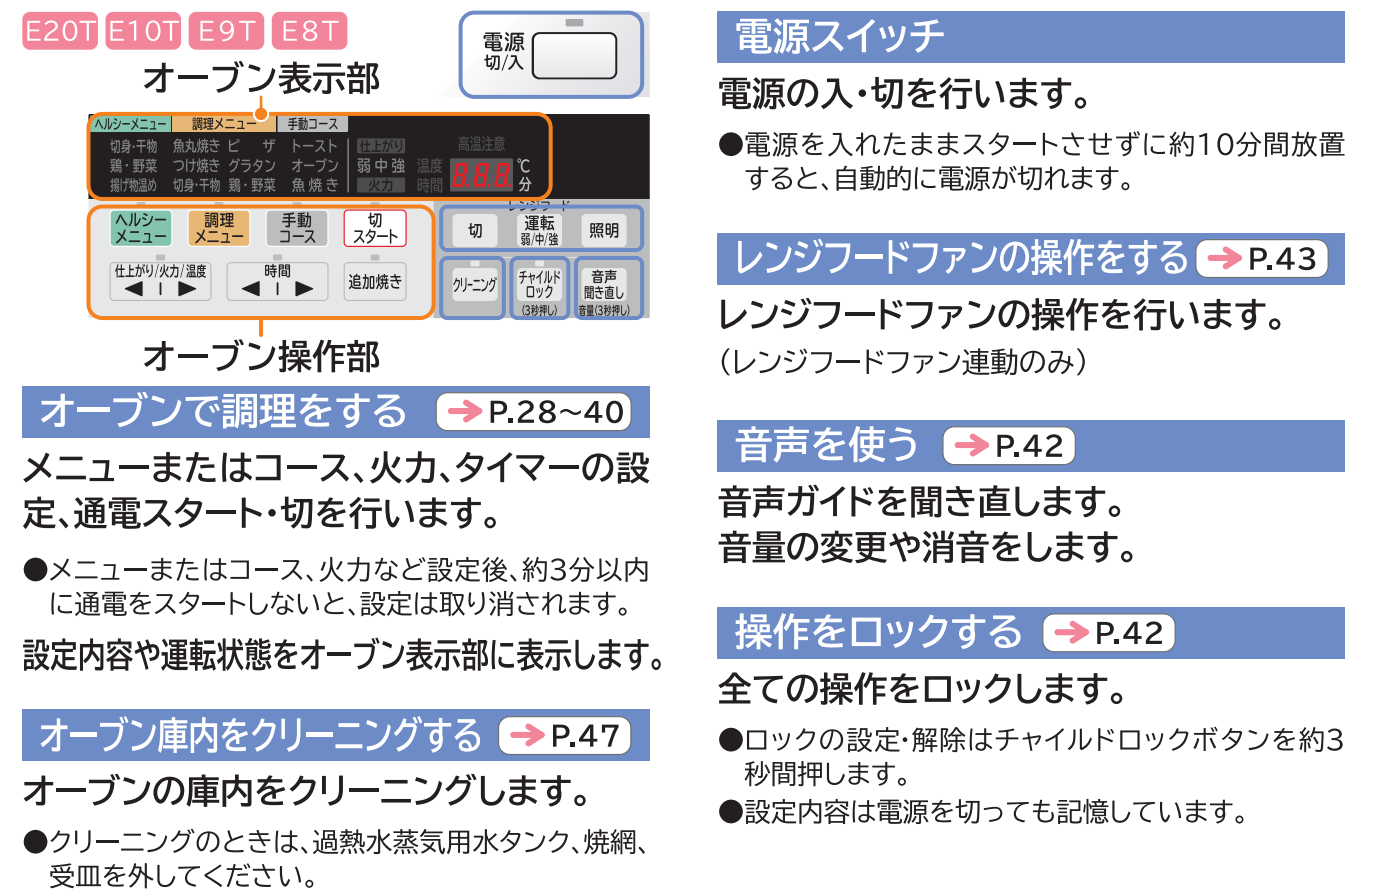 E20T E10T E9T E8T
オーブン表示部
電源
切/入
ヘルシーメニュー 調理メニュー 手動コース
切身・干物 魚丸焼き ピザ トースト 仕上がり 高温注意
鶏・野菜 つけ焼き グラタン オーブン 弱 中 強 温度 888 ℃
揚げ物温め 切身・干物 鶏・野菜 魚焼き 火力 時間 分
レンジフード
ヘルシー
メニュー
調理
メニュー
手動
コース
切
スタート
切
運転
弱/中/強
照明
仕上がり/火力/温度
◀ | ▶
時間
◀ | ▶
追加焼き
クリーニング
チャイルド
ロック
(3秒押し)
音声
聞き直し
音量(3秒押し)
オーブン操作部
オーブンで調理をする →P.28~40
メニューまたはコース、火力、タイマーの設
定、通電スタート・切を行います。
●メニューまたはコース、火力など設定後、約3分以内
に通電をスタートしないと、設定は取り消されます。
設定内容や運転状態をオーブン表示部に表示します。
オーブン庫内をクリーニングする →P.47
オーブンの庫内をクリーニングします。
●クリーニングのときは、過熱水蒸気用水タンク、焼網、
受皿を外してください。
電源スイッチ
電源の入・切を行います。
●電源を入れたままスタートさせずに約10分間放置
すると、自動的に電源が切れます。
レンジフードファンの操作をする →P.43
レンジフードファンの操作を行います。
(レンジフードファン連動のみ)
音声を使う →P.42
音声ガイドを聞き直します。
音量の変更や消音をします。
操作をロックする →P.42
全ての操作をロックします。
●ロックの設定・解除はチャイルドロックボタンを約3
秒間押します。
●設定内容は電源を切っても記憶しています。